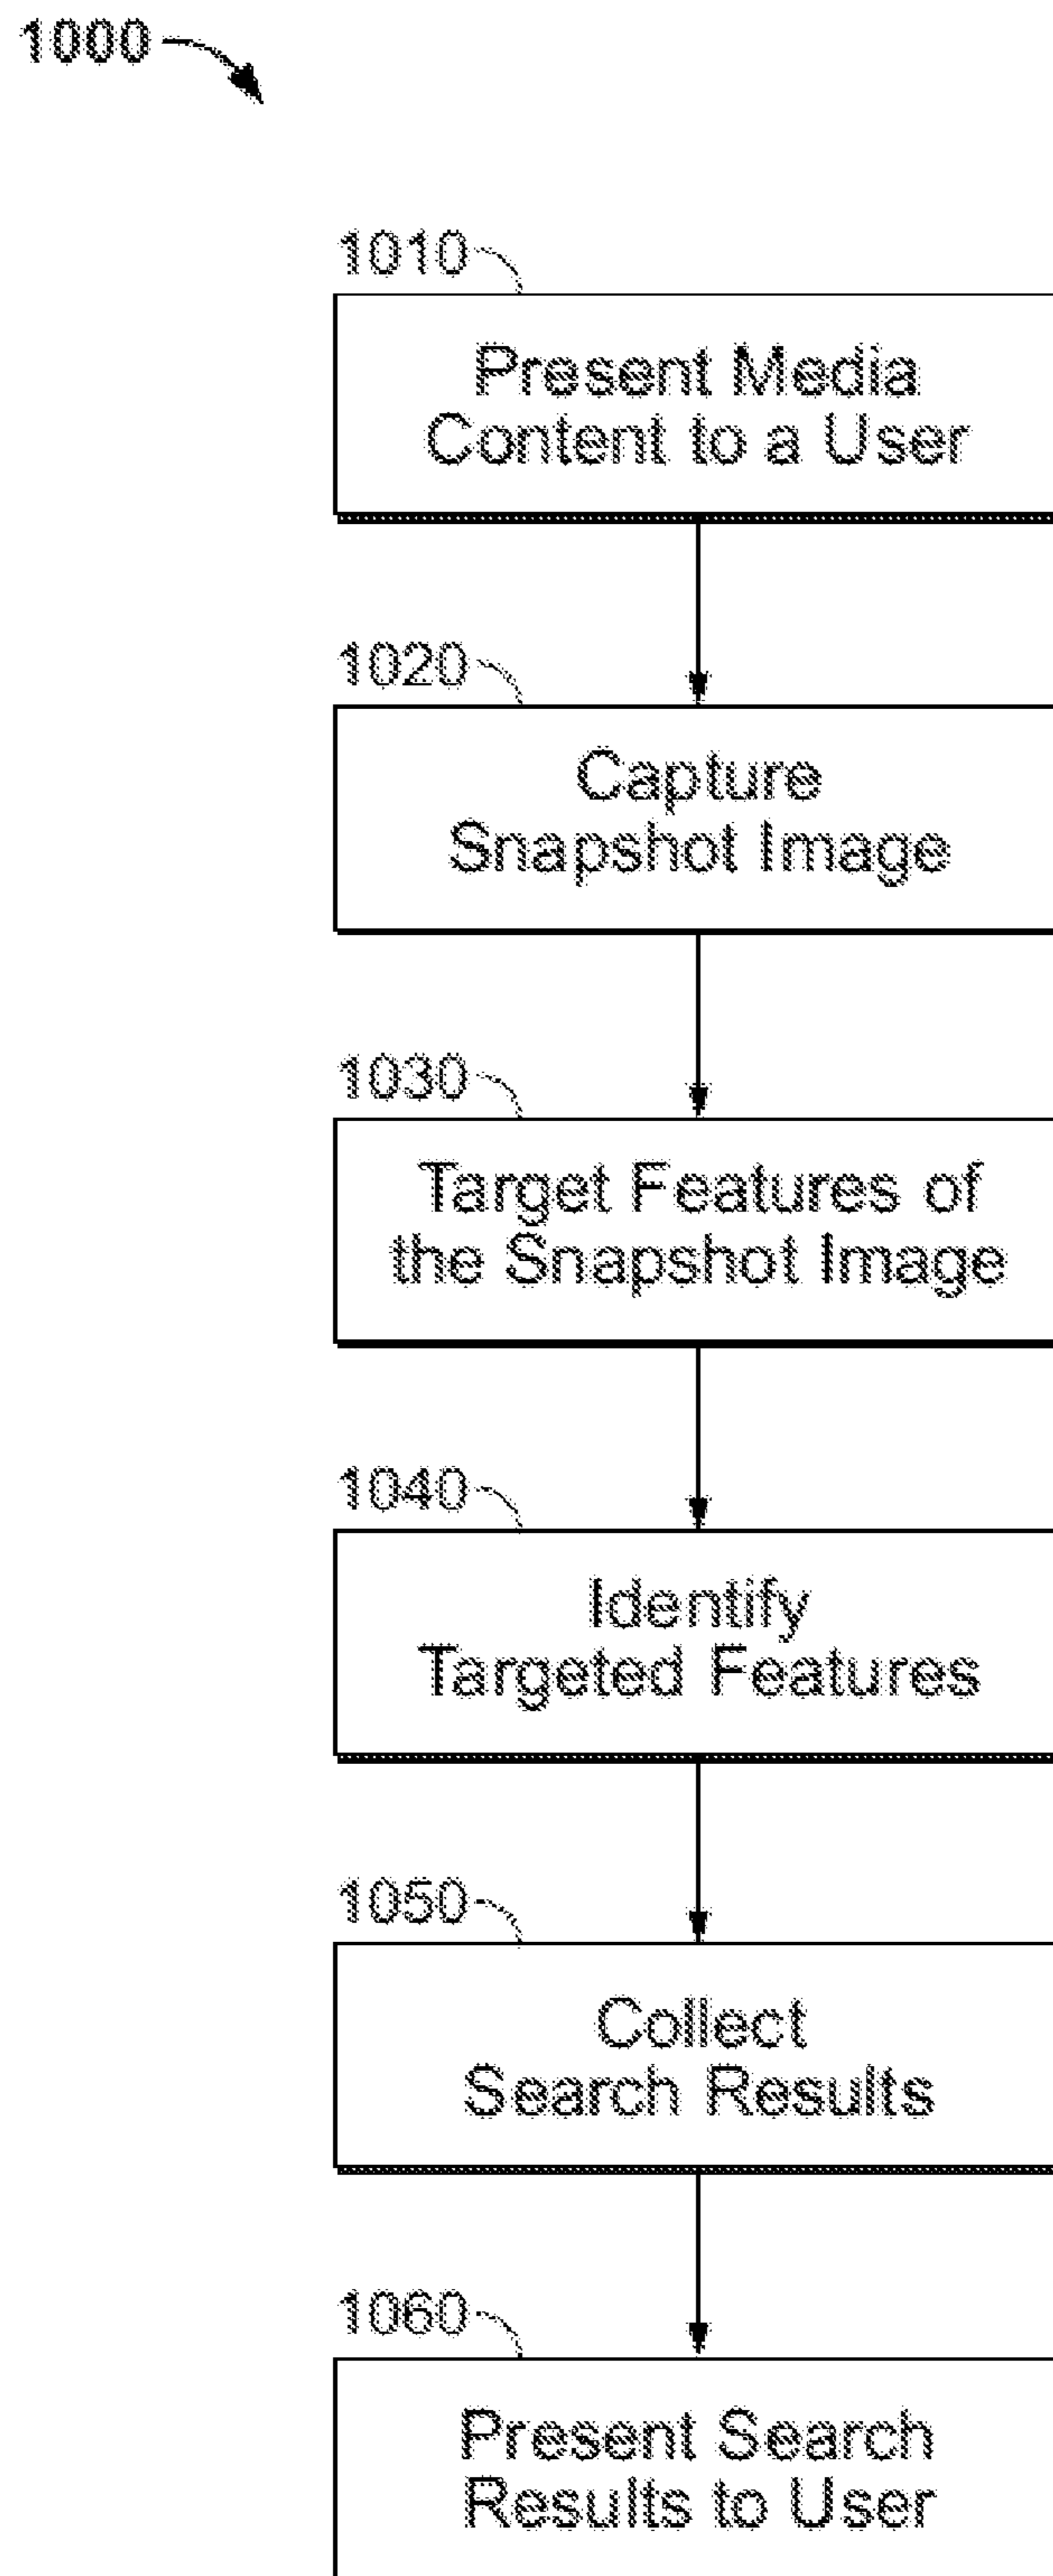 1000
1010
Present Media
Content to a User
1020
Capture
Snapshot Image
1030
Target Features of
the Snapshot Image
1040
Identify
Targeted Features
1050
Collect
Search Results
1060
Present Search
Results to User